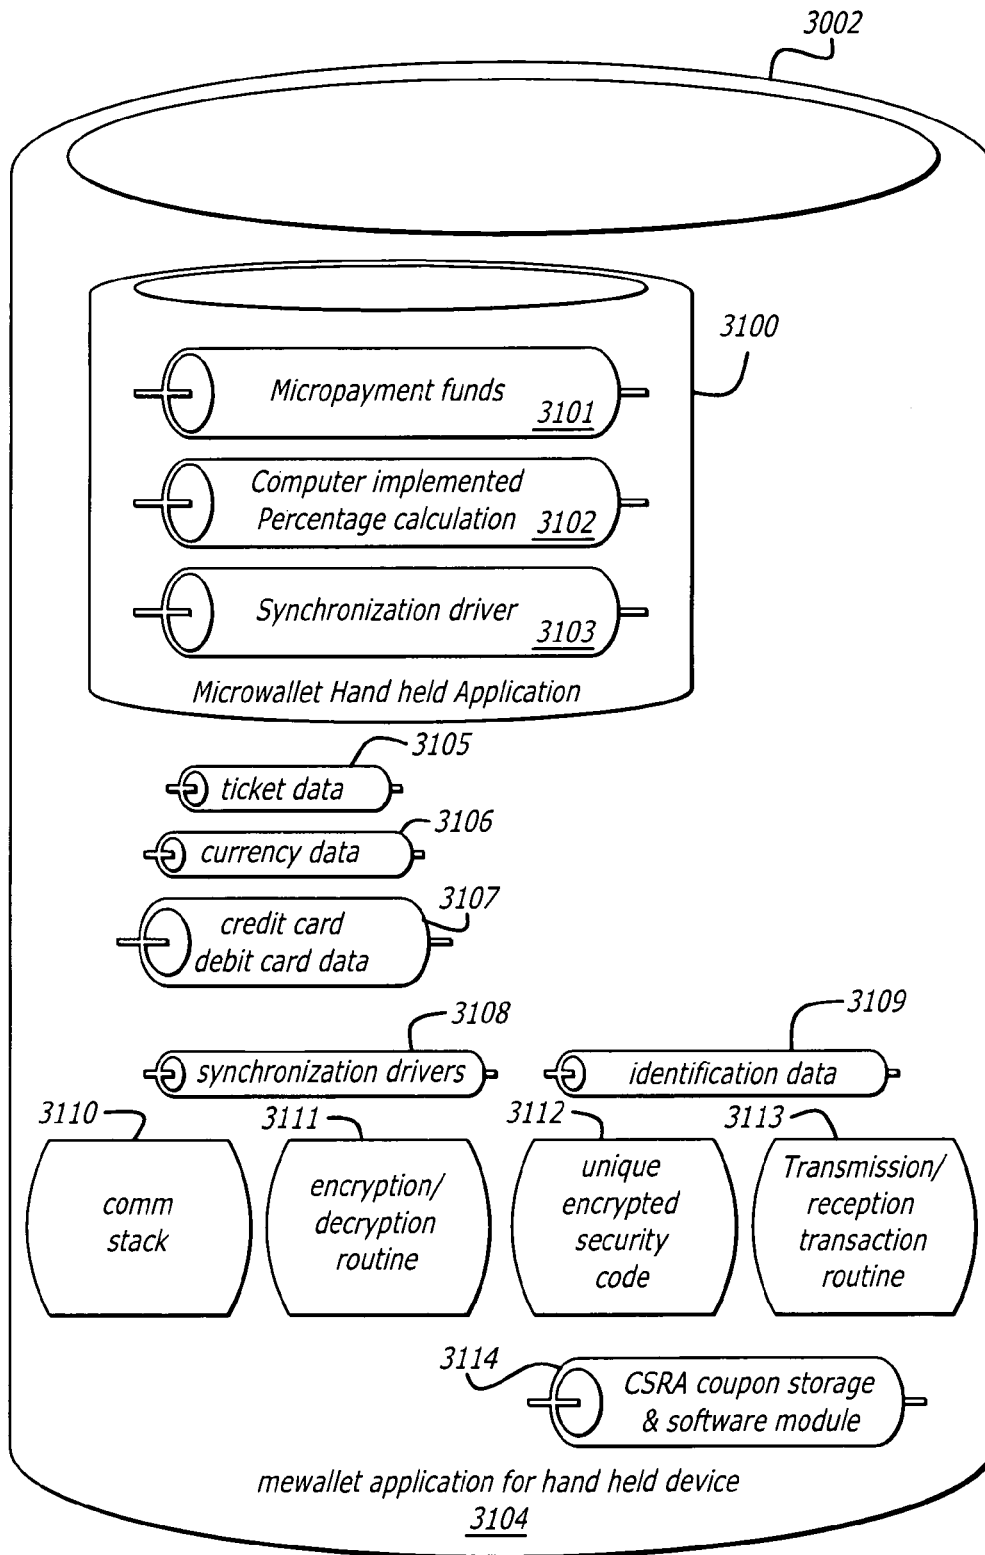 3002
3100
Micropayment funds
3101
Computer implemented
Percentage calculation
3102
Synchronization driver
3103
Microwallet Hand held Application
3105
ticket data
3106
currency data
3107
credit card
debit card data
3108
synchronization drivers
3109
identification data
3110
comm
stack
3111
encryption/
decryption
routine
3112
unique
encrypted
security
code
3113
Transmission/
reception
transaction
routine
3114
CSRA coupon storage
& software module
mewallet application for hand held device
3104